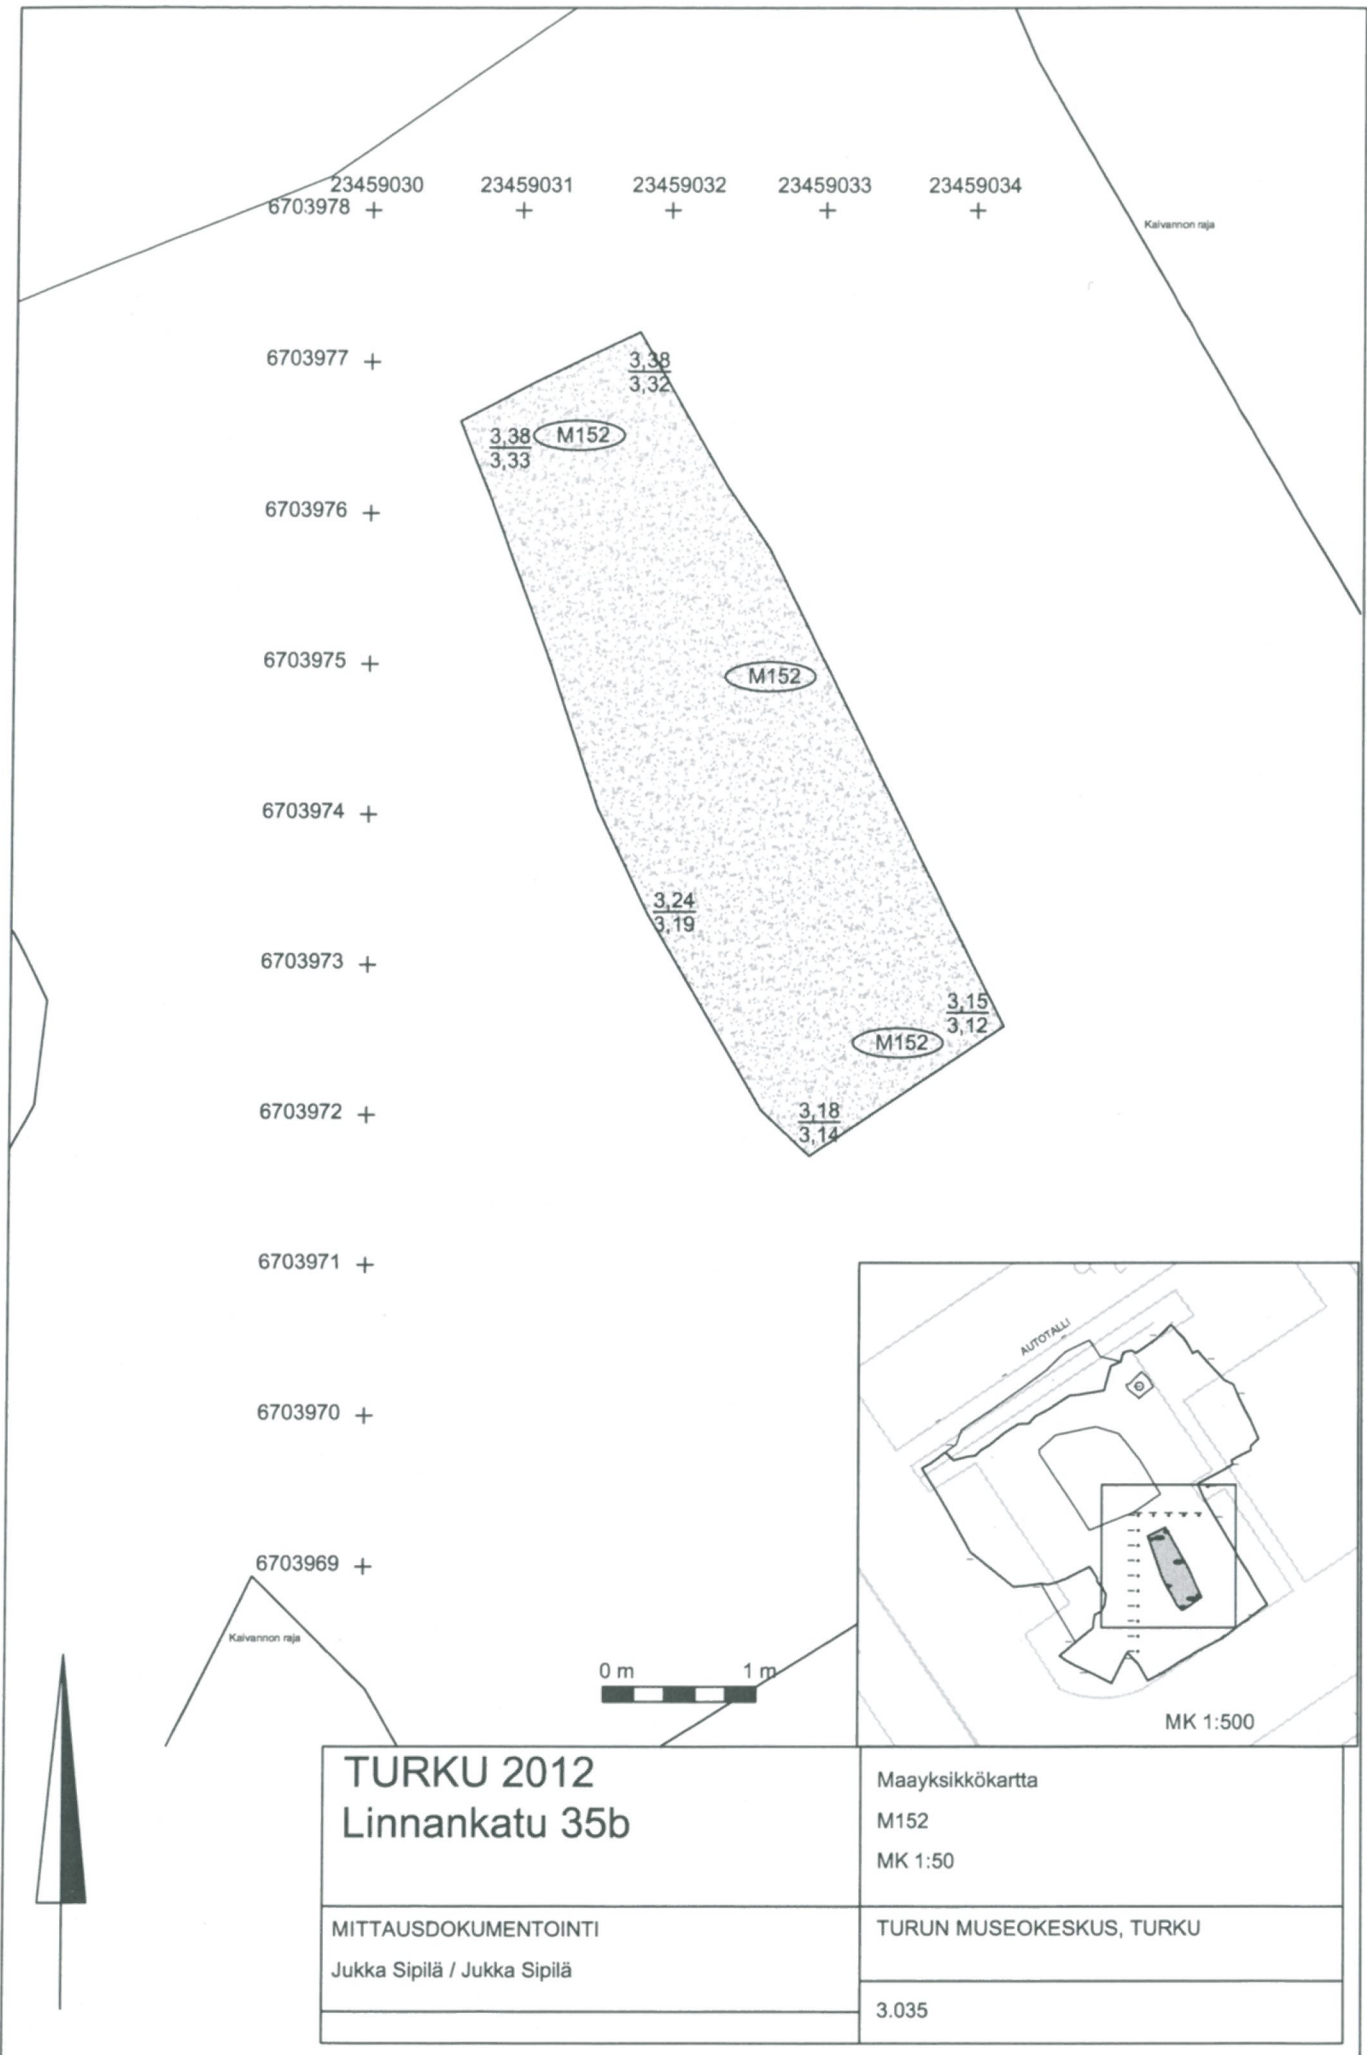 23459030 23459031 23459032 23459033 23459034
6703978
Kaivannon raja
6703977
3,38
3,32
3,38
3,33
M152
6703976
6703975
M152
6703974
3,24
3,19
6703973
3,15
3,12
M152
6703972
3,18
3,14
6703971
6703970
6703969
Kaivannon raja
0 m 1 m
AUTOTALLI
MK 1:500
TURKU 2012
Linnankatu 35b
Maayksikkökartta
M152
MK 1:50
MITTAUSDOKUMENTOINTI
Jukka Sipilä / Jukka Sipilä
TURUN MUSEOKESKUS, TURKU
3.035